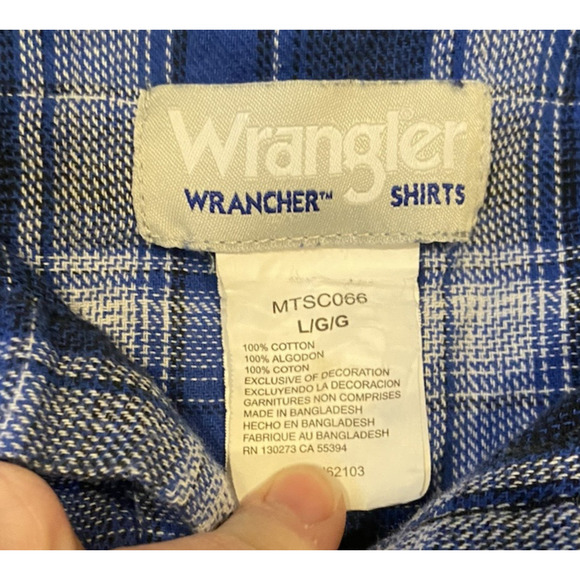 Wrangler
WRANCHER™ SHIRTS
MTSC066
L/G/G
100% COTTON
100% ALGODON
100% COTON
EXCLUSIVE OF DECORATION
EXCLUYENDO LA DECORACION
GARNITURES NON COMPRISES
MADE IN BANGLADESH
HECHO EN BANGLADESH
FABRIQUE AU BANGLADESH
RN 130273 CA 55394
62103